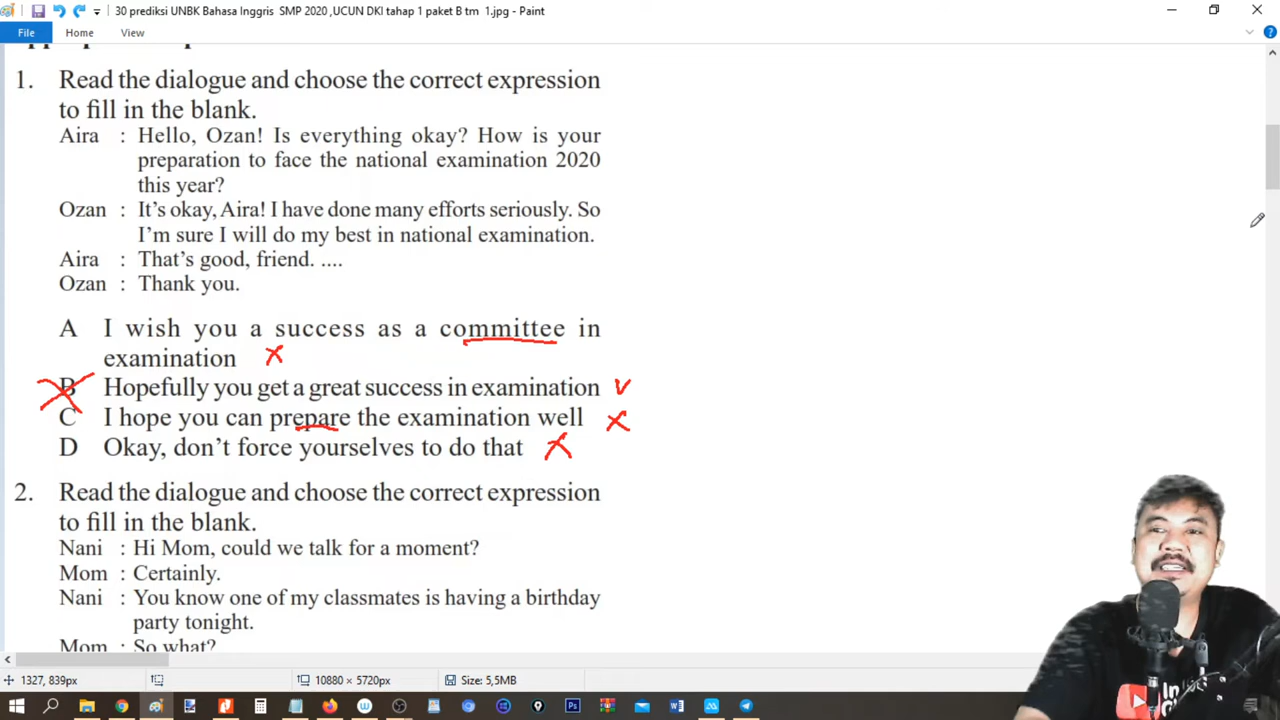 30 prediksi UNBK Bahasa Inggris SMP 2020 ,UCUN DKI tahap 1 paket B tm 1.jpg - Paint
File Home View
1. Read the dialogue and choose the correct expression
to fill in the blank.
Aira : Hello, Ozan! Is everything okay? How is your
preparation to face the national examination 2020
this year?
Ozan : It's okay, Aira! I have done many efforts seriously. So
I'm sure I will do my best in national examination.
Aira : That's good, friend. ....
Ozan : Thank you.
A I wish you a success as a committee in
examination
B Hopefully you get a great success in examination
C I hope you can prepare the examination well
D Okay, don't force yourselves to do that
2. Read the dialogue and choose the correct expression
to fill in the blank.
Nani : Hi Mom, could we talk for a moment?
Mom : Certainly.
Nani : You know one of my classmates is having a birthday
party tonight.
Mom : So what?
1327, 839px 10880 × 5720px Size: 5,5MB